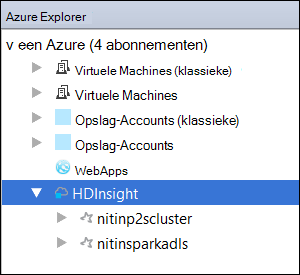 Azure Explorer
v een Azure (4 abonnementen)
Virtuele Machines (klassieke)
Virtuele Machines
Opslag-Accounts (klassieke)
Opslag-Accounts
WebApps
HDInsight
nitinp2scluster
nitinsparkadls